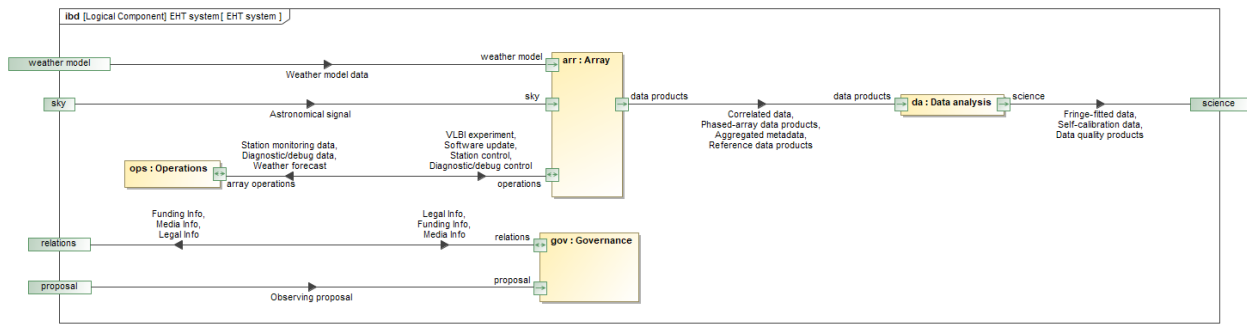 ibd [Logical Component] EHT system[ EHT system ]
weather model
Weather model data
weather model
arr : Array
sky
Astronomical signal
sky
data products
Correlated data,
Phased-array data products,
Aggregated metadata,
Reference data products
data products
da : Data analysis
science
Fringe-fitted data,
Self-calibration data,
Data quality products
science
ops : Operations
Station monitoring data,
Diagnostic/debug data,
Weather forecast
array operations
VLBI experiment,
Software update,
Station control,
Diagnostic/debug control
operations
relations
Funding Info,
Media Info,
Legal Info
Legal Info,
Funding Info,
Media Info
relations
gov : Governance
proposal
Observing proposal
proposal